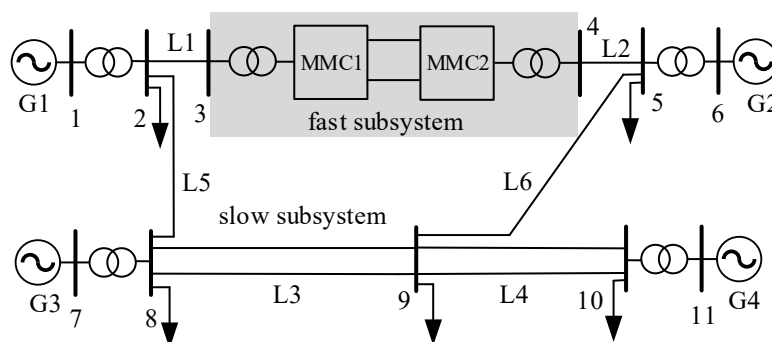 4
L1
L2
MMC1
MMC2
G1
1
2
3
fast subsystem
5
6
G2
L5
L6
slow subsystem
G3
7
8
L3
9
L4
10
11
G4